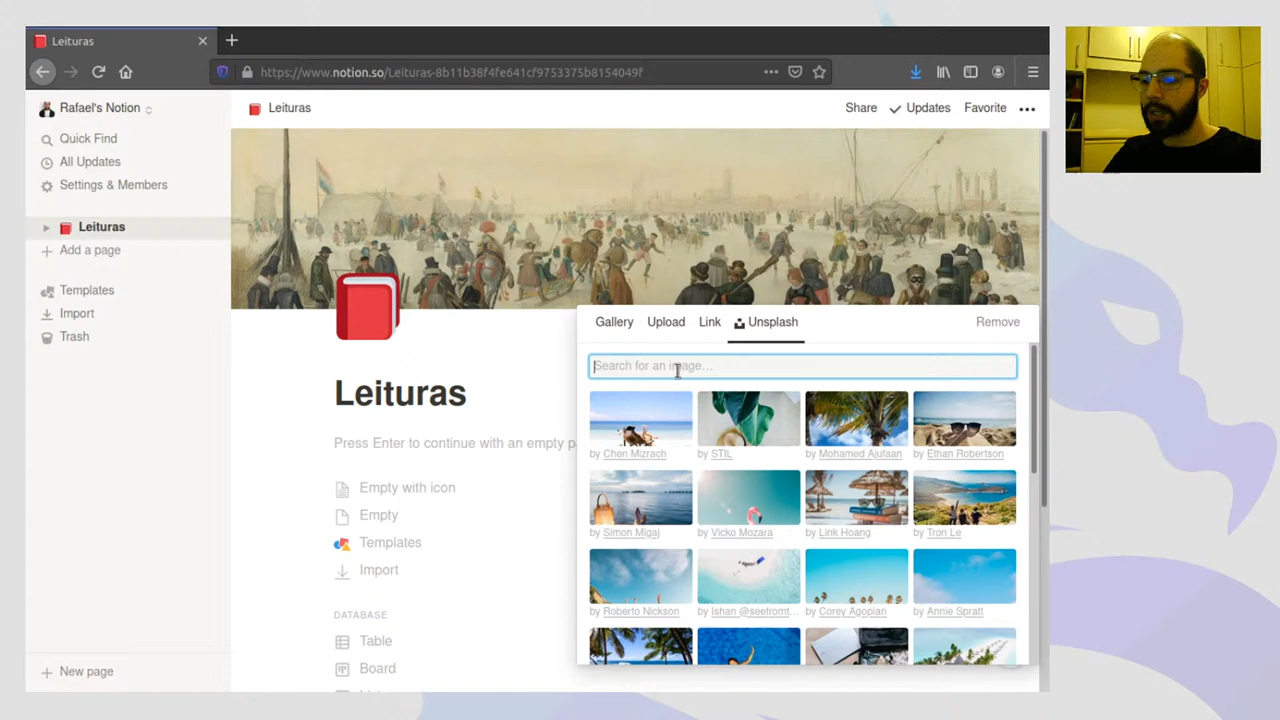 Leituras
https://www.notion.so/Leituras-8b11b38f4fe641cf9753375b8154049f
Rafael's Notion
Leituras
Share
Updates
Favorite
Quick Find
All Updates
Settings & Members
Leituras
Add a page
Templates
Import
Trash
New page
Leituras
Press Enter to continue with an empty pa
Empty with icon
Empty
Templates
Import
DATABASE
Table
Board
Gallery
Upload
Link
Unsplash
Remove
Search for an image…
by Chen Mizrach
by STIL
by Mohamed Ajufaan
by Ethan Robertson
by Simon Migaj
by Vicko Mozara
by Link Hoang
by Tron Le
by Roberto Nickson
by Ishan @seefromt...
by Corey Agopian
by Annie Spratt